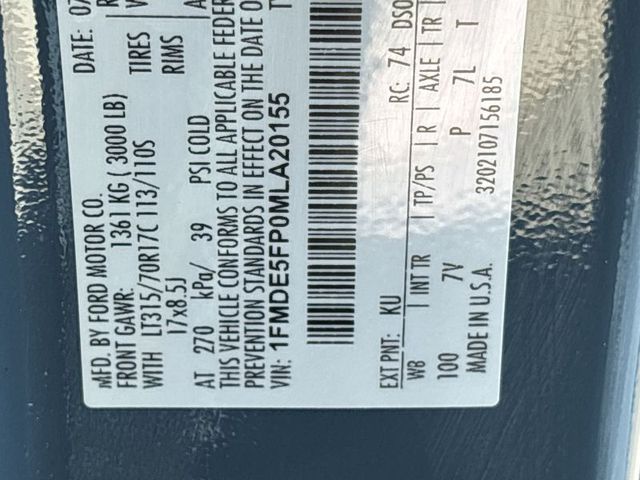 MFD. BY FORD MOTOR CO.
DATE: 07
FRONT GAWR: 1361 KG ( 3000 LB)
WITH LT315/70R17C 113/110S
TIRES
17x8.5J
RIMS
AT 270 kPa/ 39 PSI COLD
THIS VEHICLE CONFORMS TO ALL APPLICABLE FEDER
PREVENTION STANDARDS IN EFFECT ON THE DATE O
VIN: 1FMDE5FP0MLA20155
EXT PNT: KU RC: 74 DSO
WB INT TR TP/PS R AXLE TR
100 7V P 7L T
MADE IN U.S.A. 3202107156185